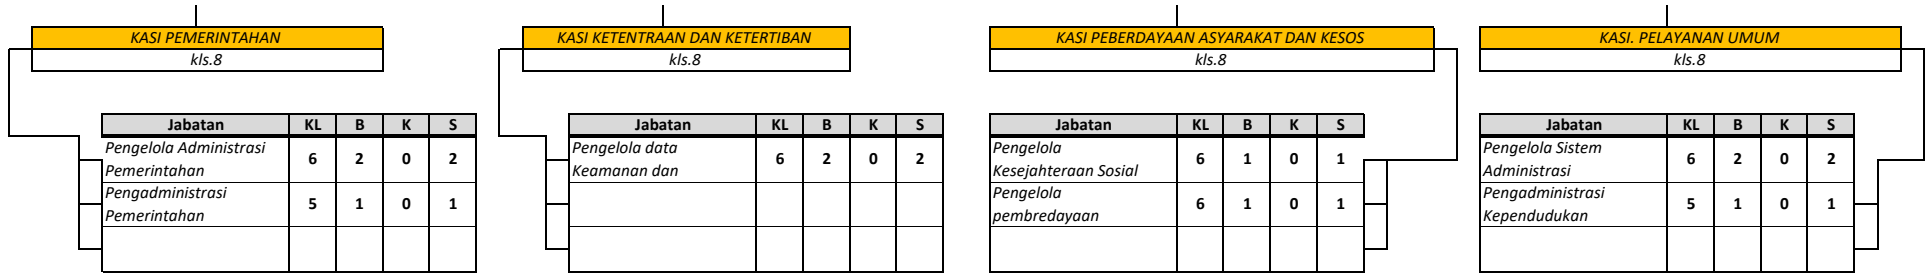 KASI PEMERINTAHAN
kls.8
Jabatan KL B K S
Pengelola Administrasi
Pemerintahan 6 2 0 2
Pengadministrasi
Pemerintahan 5 1 0 1
KASI KETENTRAAN DAN KETERTIBAN
kls.8
Jabatan KL B K S
Pengelola data
Keamanan dan 6 2 0 2
KASI PEBERDAYAAN ASYARAKAT DAN KESOS
kls.8
Jabatan KL B K S
Pengelola
Kesejahteraan Sosial 6 1 0 1
Pengelola
pembredayaan 6 1 0 1
KASI. PELAYANAN UMUM
kls.8
Jabatan KL B K S
Pengelola Sistem
Administrasi 6 2 0 2
Pengadministrasi
Kependudukan 5 1 0 1